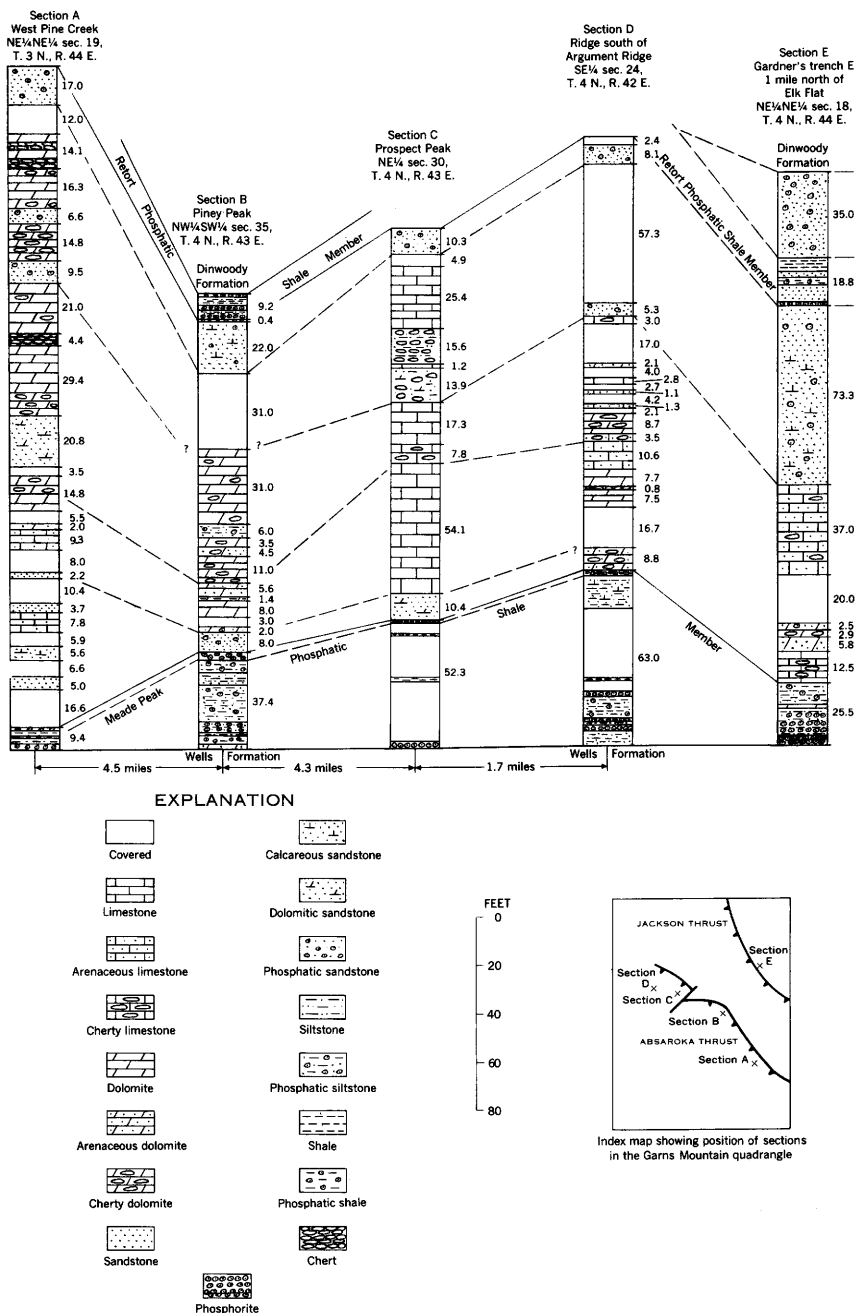 Section A
West Pine Creek
NE¼NE¼ sec. 19,
T. 3 N., R. 44 E.
17.0
12.0
14.1
16.3
6.6
14.8
9.5
21.0
4.4
29.4
20.8
3.5
14.8
5.5
2.0
9.3
8.0
2.2
10.4
3.7
7.8
5.9
5.6
6.6
5.0
16.6
9.4
Retort
Phosphatic
Shale Member
Section B
Piney Peak
NW¼SW¼ sec. 35,
T. 4 N., R. 43 E.
Dinwoody
Formation
9.2
0.4
22.0
31.0
?
?
31.0
6.0
3.5
4.5
11.0
5.6
1.4
8.0
3.0
2.0
8.0
37.4
Section C
Prospect Peak
NE¼ sec. 30,
T. 4 N., R. 43 E.
10.3
4.9
25.4
15.6
1.2
13.9
17.3
7.8
54.1
10.4
52.3
Section D
Ridge south of
Argument Ridge
SE¼ sec. 24,
T. 4 N., R. 42 E.
2.4
8.1
57.3
5.3
3.0
17.0
2.1
4.0
2.8
2.7
1.1
4.2
1.3
2.1
8.7
3.5
10.6
7.7
0.8
7.5
16.7
?
8.8
63.0
Retort Phosphatic Shale Member
Section E
Gardner's trench E
1 mile north of
Elk Flat
NE¼NE¼ sec. 18,
T. 4 N., R. 44 E.
Dinwoody
Formation
35.0
18.8
73.3
37.0
20.0
2.5
2.9
5.8
12.5
25.5
Meade Peak
Phosphatic
Shale
Member
Wells Formation
Wells Formation
4.5 miles
4.3 miles
1.7 miles
EXPLANATION
Covered
Limestone
Arenaceous limestone
Cherty limestone
Dolomite
Arenaceous dolomite
Cherty dolomite
Sandstone
Phosphorite
Calcareous sandstone
Dolomitic sandstone
Phosphatic sandstone
Siltstone
Phosphatic siltstone
Shale
Phosphatic shale
Chert
FEET
0
20
40
60
80
JACKSON THRUST
Section
E
Section
D
Section C
Section B
ABSAROKA THRUST
Section A
Index map showing position of sections
in the Garns Mountain quadrangle